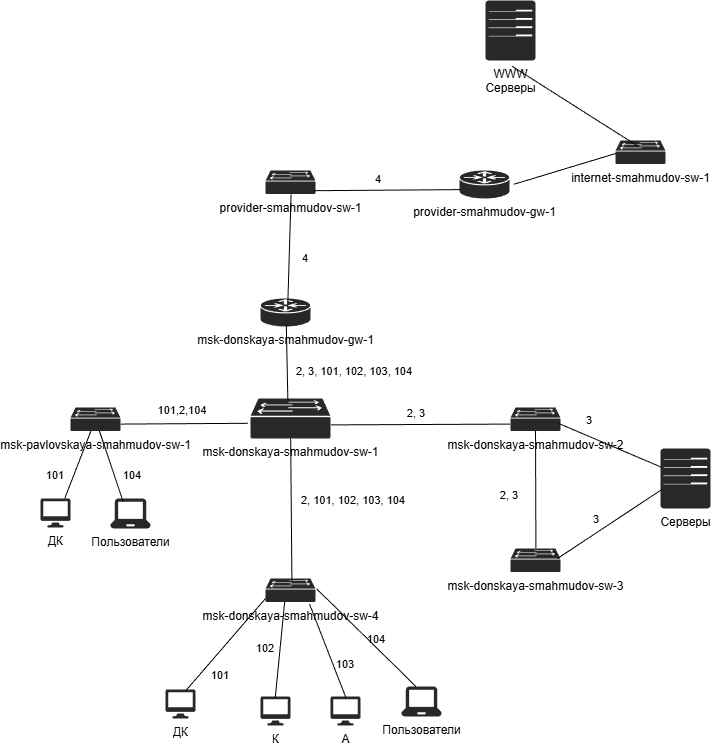 WWW
Серверы
internet-smahmudov-sw-1
4
provider-smahmudov-sw-1
provider-smahmudov-gw-1
4
msk-donskaya-smahmudov-gw-1
2, 3, 101, 102, 103, 104
101,2,104
2, 3
3
msk-pavlovskaya-smahmudov-sw-1
msk-donskaya-smahmudov-sw-1
msk-donskaya-smahmudov-sw-2
101
104
2, 101, 102, 103, 104
2, 3
3
Серверы
ДК
Пользователи
msk-donskaya-smahmudov-sw-3
msk-donskaya-smahmudov-sw-4
101
102
103
104
ДК
К
А
Пользователи